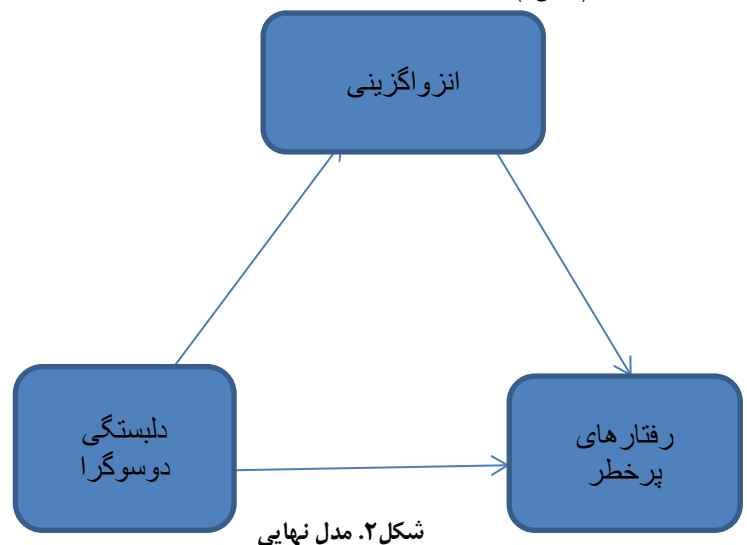 انزواگزینی
دلبستگی
دوسوگرا
رفتارهای
پرخطر
شکل۲. مدل نهایی